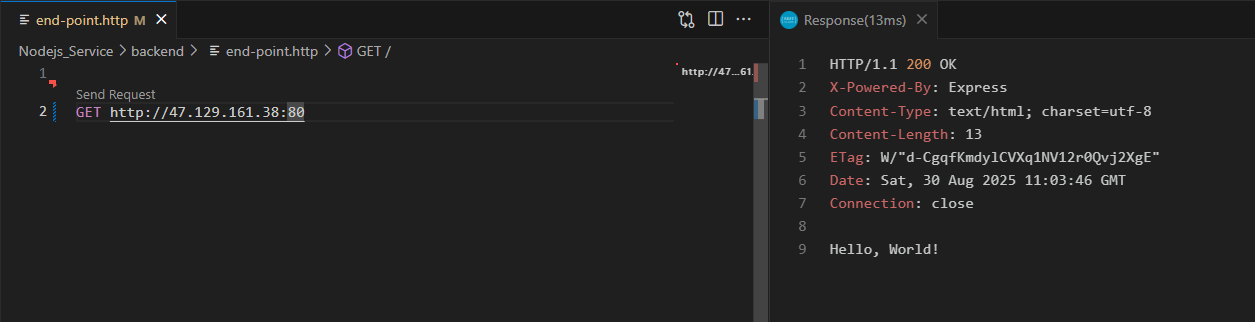 end-point.http M
Response(13ms)
Nodejs_Service > backend > end-point.http > GET /
1
Send Request
2 GET http://47.129.161.38:80
http://47...61.
1 HTTP/1.1 200 OK
2 X-Powered-By: Express
3 Content-Type: text/html; charset=utf-8
4 Content-Length: 13
5 ETag: W/"d-CgqfKmdylCVXq1NV12r0Qvj2XgE"
6 Date: Sat, 30 Aug 2025 11:03:46 GMT
7 Connection: close
8
9 Hello, World!